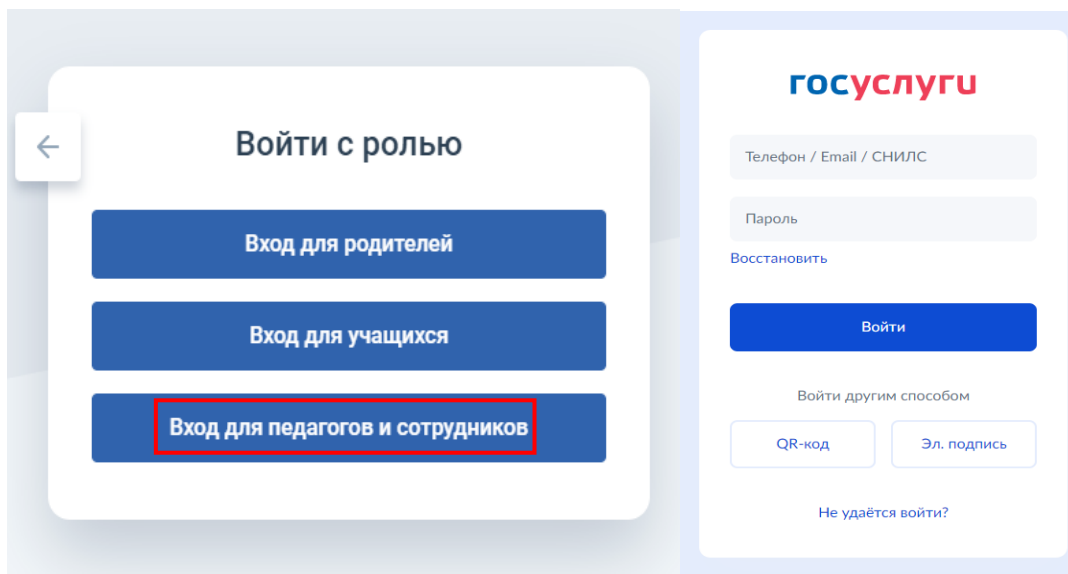 Войти с ролью
Вход для родителей
Вход для учащихся
Вход для педагогов и сотрудников
госуслуги
Телефон / Email / СНИЛС
Пароль
Восстановить
Войти
Войти другим способом
QR-код
Эл. подпись
Не удаётся войти?